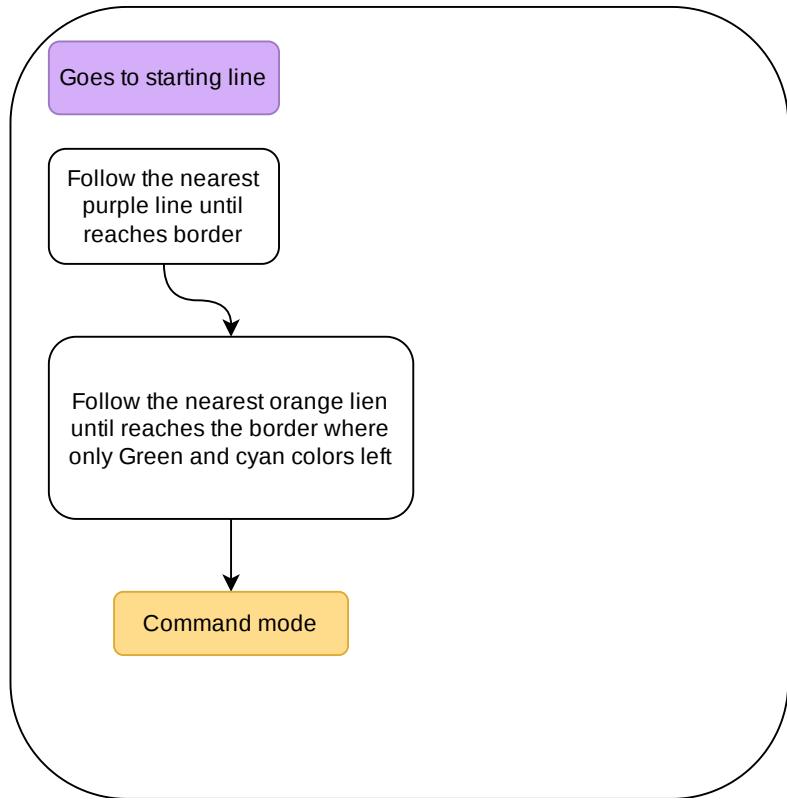 Goes to starting line
Follow the nearest
purple line until
reaches border
Follow the nearest orange lien
until reaches the border where
only Green and cyan colors left
Command mode